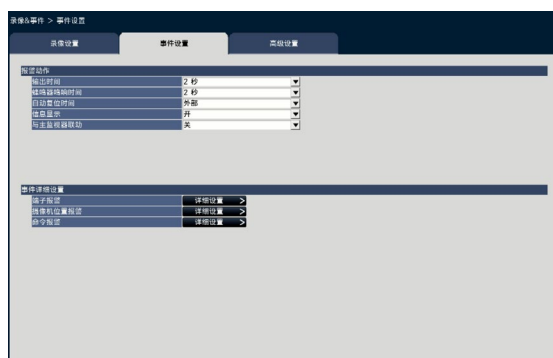 录像&事件 > 事件设置
录像设置 事件设置 高级设置
报警动作
输出时间 2 秒
蜂鸣器鸣响时间 2 秒
自动复位时间 外部
信息显示 开
与主监视器联动 关
事件详细设置
端子报警 详细设置 >
摄像机位置报警 详细设置 >
命令报警 详细设置 >